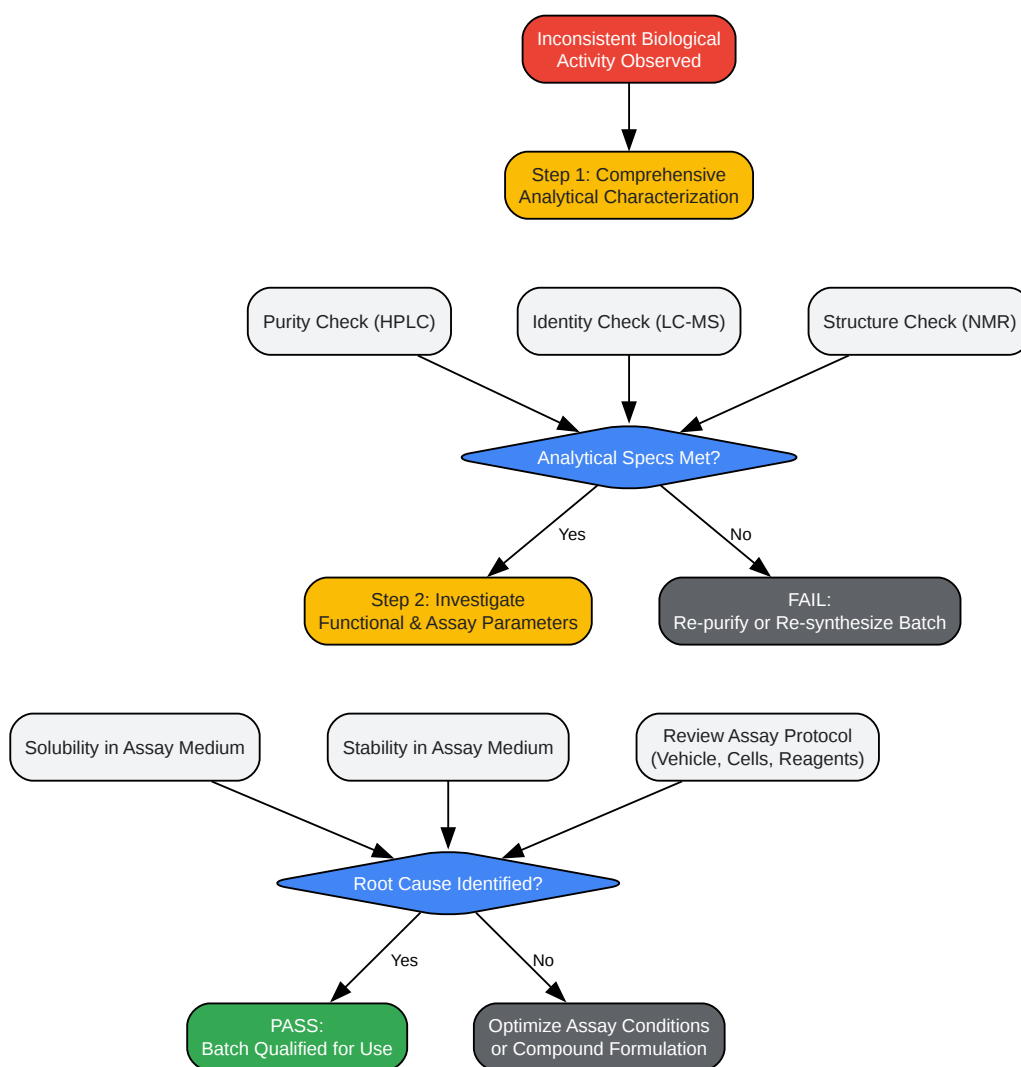 Inconsistent Biological
Activity Observed
Step 1: Comprehensive
Analytical Characterization
Purity Check (HPLC)
Identity Check (LC-MS)
Structure Check (NMR)
Analytical Specs Met?
Yes
No
Step 2: Investigate
Functional & Assay Parameters
FAIL:
Re-purify or Re-synthesize Batch
Solubility in Assay Medium
Stability in Assay Medium
Review Assay Protocol
(Vehicle, Cells, Reagents)
Root Cause Identified?
Yes
No
PASS:
Batch Qualified for Use
Optimize Assay Conditions
or Compound Formulation